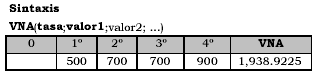 Sintaxis
VNA(tasa;valor1;valor2; ...)
0 1º 2º 3º 4º VNA
500 700 700 900 1,938.9225